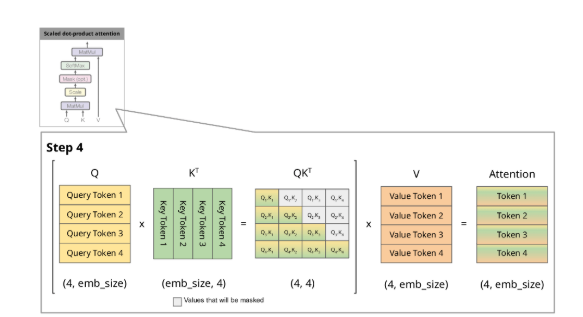 Scaled dot-product attention
MatMul
SoftMax
Mask (opt.)
Scale
MatMul
Q K V
Step 4
Q K^T QK^T V Attention
Query Token 1
Query Token 2
Query Token 3
Query Token 4
x
Key Token 1
Key Token 2
Key Token 3
Key Token 4
=
Q₁K₁ Q₁K₂ Q₁K₃ Q₁K₄
Q₂K₁ Q₂K₂ Q₂K₃ Q₂K₄
Q₃K₁ Q₃K₂ Q₃K₃ Q₃K₄
Q₄K₁ Q₄K₂ Q₄K₃ Q₄K₄
x
Value Token 1
Value Token 2
Value Token 3
Value Token 4
=
Token 1
Token 2
Token 3
Token 4
(4, emb_size) (emb_size, 4) (4, 4) (4, emb_size) (4, emb_size)
Values that will be masked